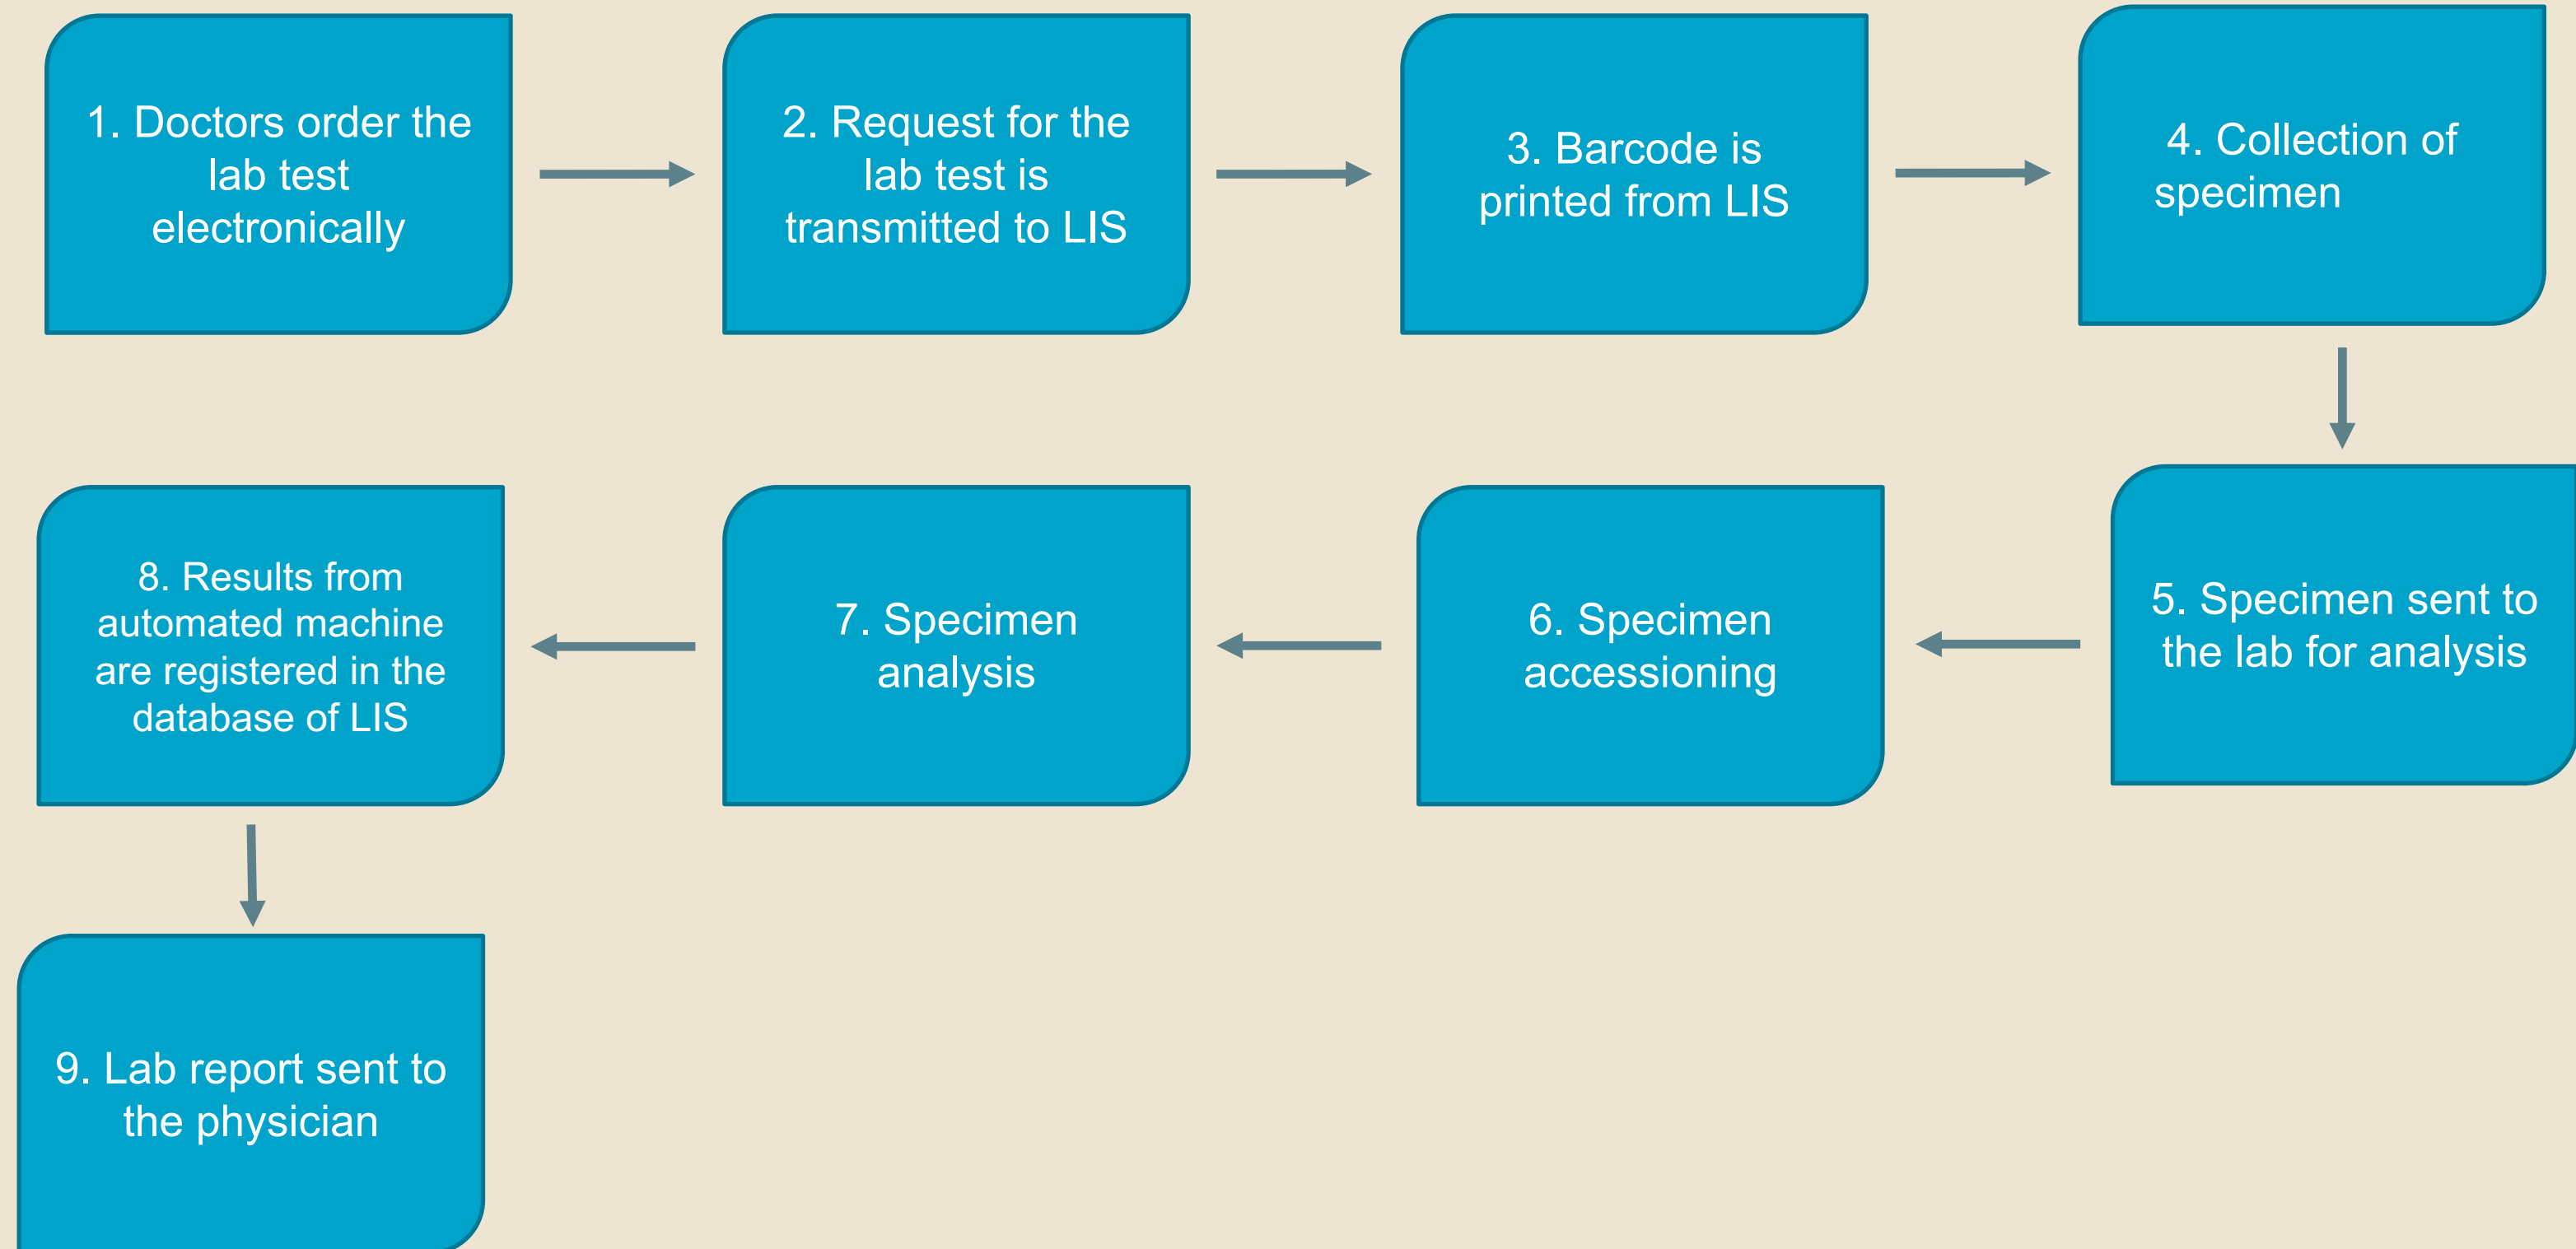 1. Doctors order the
lab test
electronically
2. Request for the
lab test is
transmitted to LIS
3. Barcode is
printed from LIS
4. Collection of
specimen
5. Specimen sent to
the lab for analysis
6. Specimen
accessioning
7. Specimen
analysis
8. Results from
automated machine
are registered in the
database of LIS
9. Lab report sent to
the physician